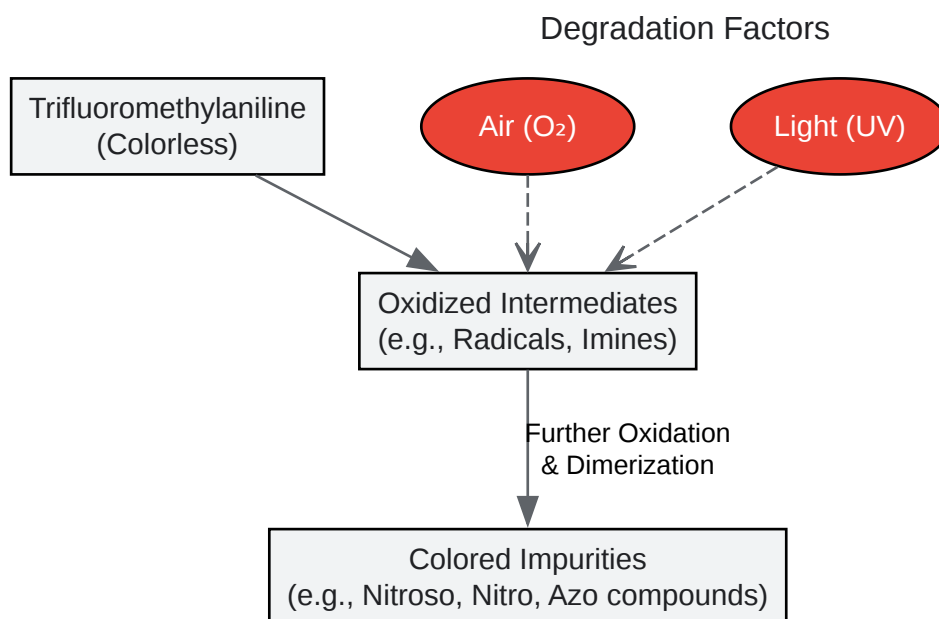 Degradation Factors
Trifluoromethylaniline
(Colorless)
Air (O₂)
Light (UV)
Oxidized Intermediates
(e.g., Radicals, Imines)
Further Oxidation
& Dimerization
Colored Impurities
(e.g., Nitroso, Nitro, Azo compounds)